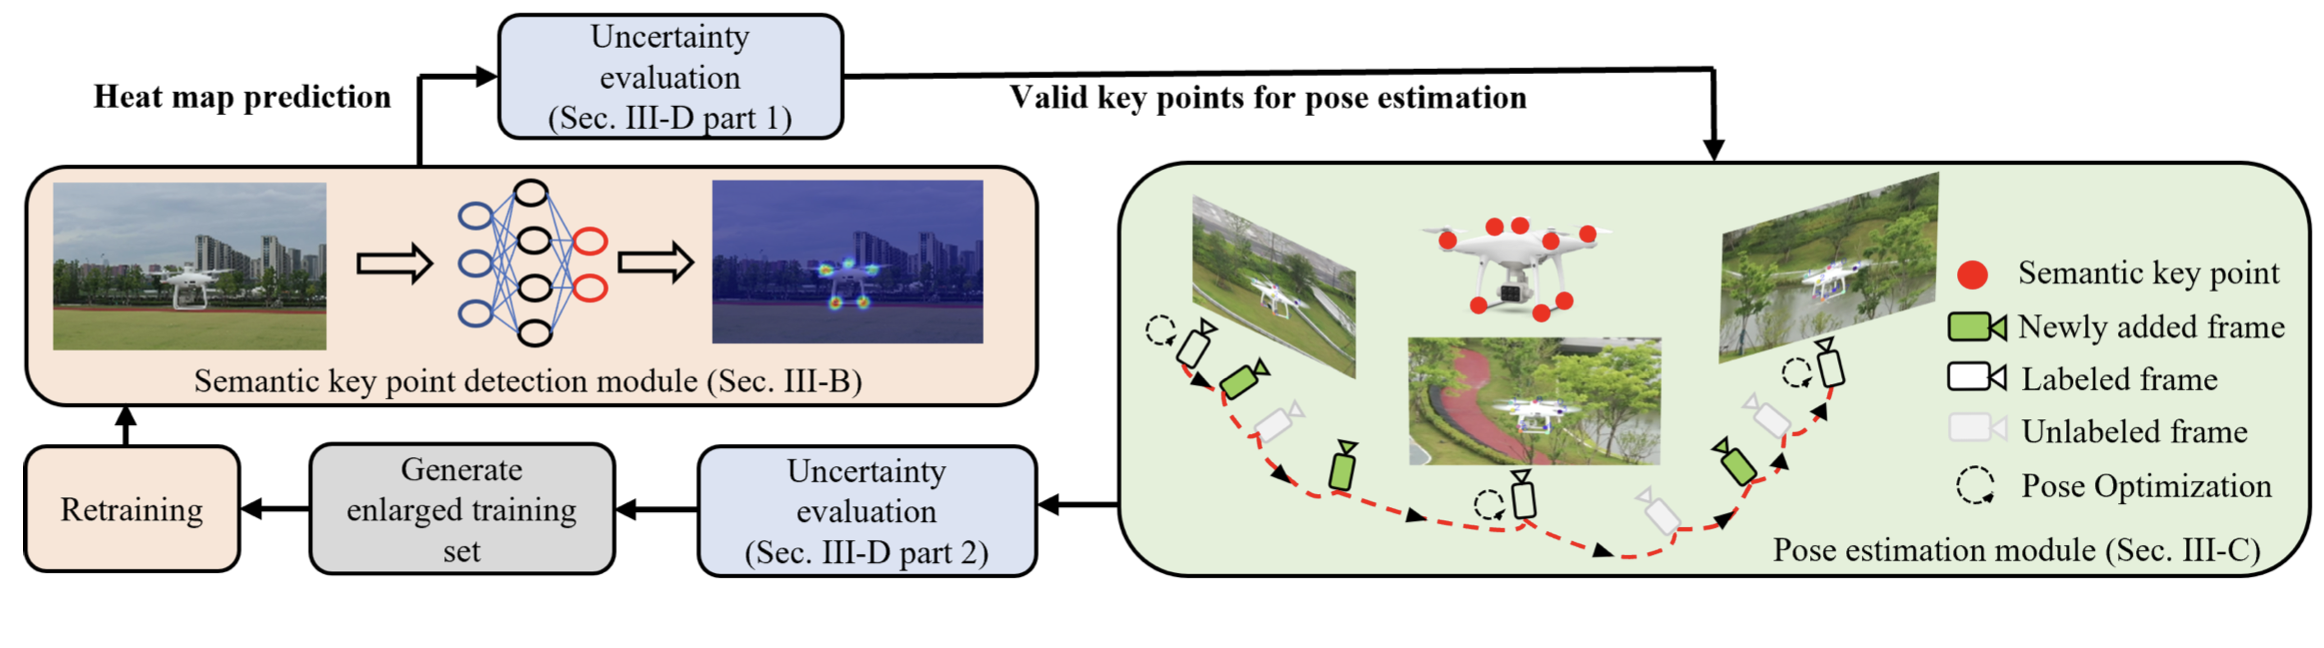 Uncertainty
evaluation
(Sec. III-D part 1)
Heat map prediction
Valid key points for pose estimation
Semantic key point detection module (Sec. III-B)
Semantic key point
Newly added frame
Labeled frame
Unlabeled frame
Pose Optimization
Pose estimation module (Sec. III-C)
Retraining
Generate
enlarged training
set
Uncertainty
evaluation
(Sec. III-D part 2)